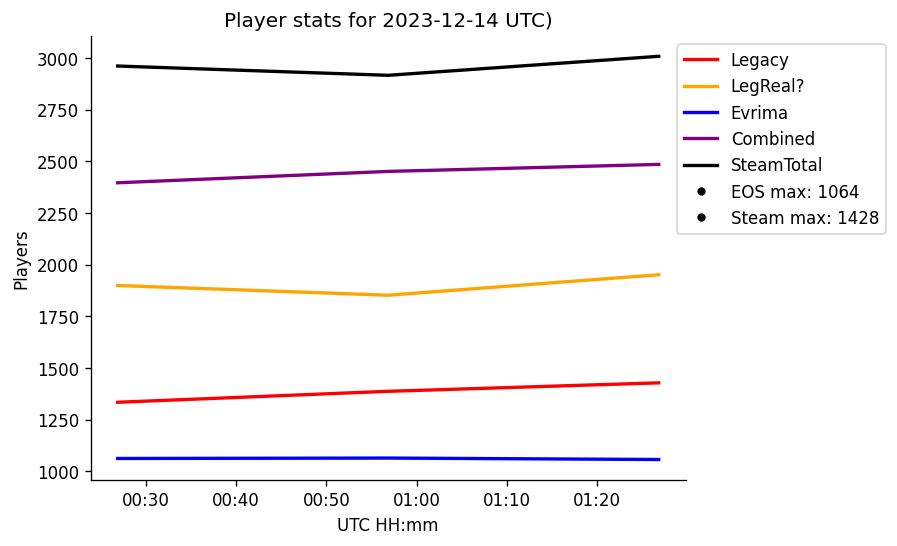 Player stats for 2023-12-14 UTC)
3000
2750
2500
2250
2000
1750
1500
1250
1000
Players
00:30
00:40
00:50
01:00
01:10
01:20
UTC HH:mm
Legacy
LegReal?
Evrima
Combined
SteamTotal
EOS max: 1064
Steam max: 1428